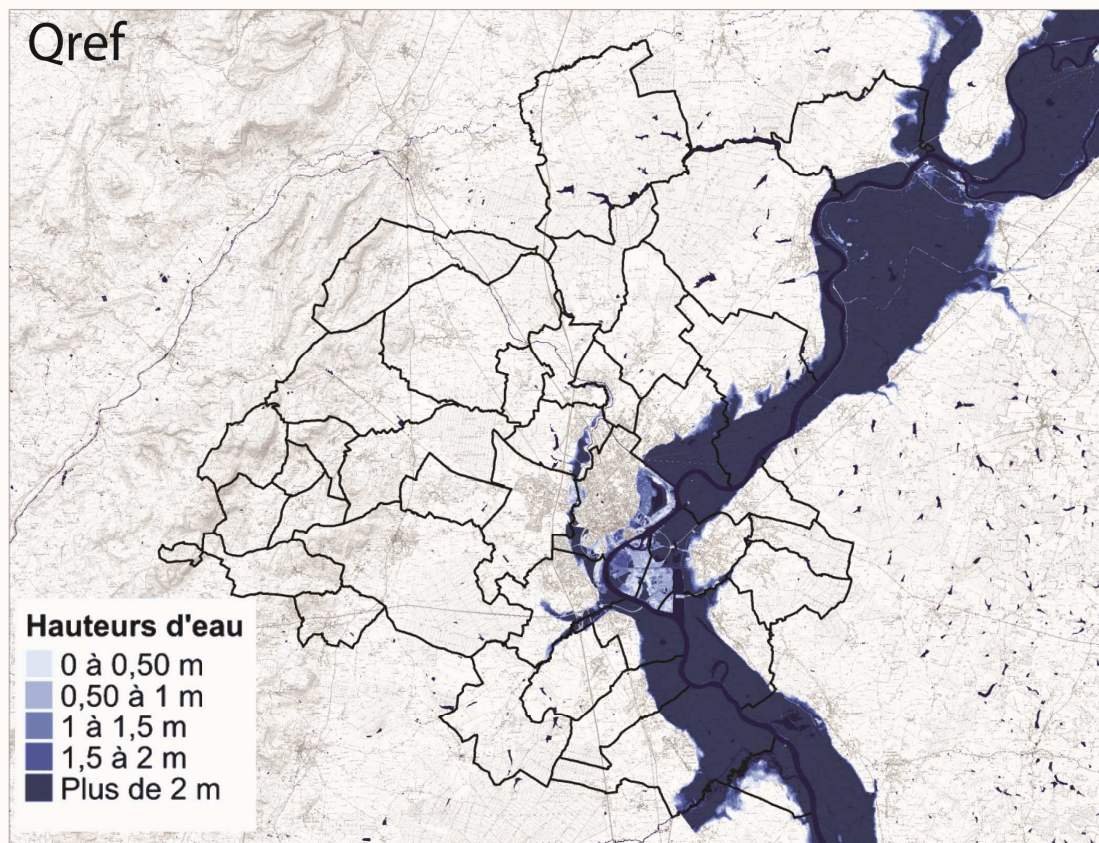 Qref
Hauteurs d'eau
0 à 0,50 m
0,50 à 1 m
1 à 1,5 m
1,5 à 2 m
Plus de 2 m